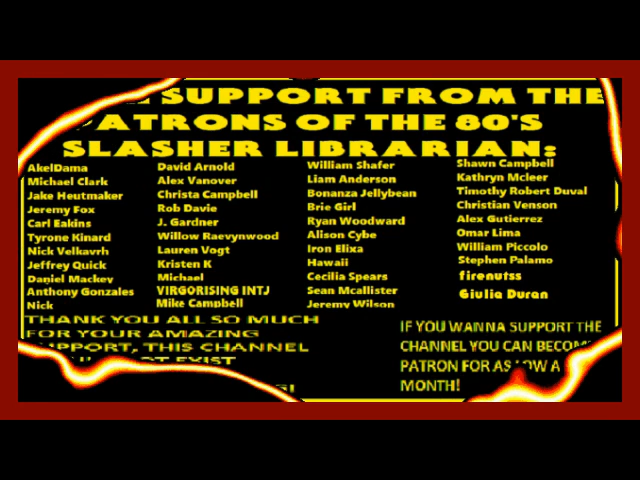 SUPPORT FROM THE
PATRONS OF THE 80'S
SLASHER LIBRARIAN:
AkelDama
Michael Clark
Jake Heutmaker
Jeremy Fox
Carl Eakins
Tyrone Kinard
Nick Velkavrh
Jeffrey Quick
Daniel Mackey
Anthony Gonzales
Nick
David Arnold
Alex Vanover
Christa Campbell
Rob Davie
J. Gardner
Willow Raevynwood
Lauren Vogt
Kristen K
Michael
VIRGORISING INTJ
Mike Campbell
William Shafer
Liam Anderson
Bonanza Jellybean
Brie Girl
Ryan Woodward
Alison Cybe
Iron Elixa
Hawaii
Cecilia Spears
Sean Mcallister
Jeremy Wilson
Shawn Campbell
Kathryn Mcleer
Timothy Robert Duval
Christian Venson
Alex Gutierrez
Omar Lima
William Piccolo
Stephen Palamo
firenutss
Giulia Duran
THANK YOU ALL SO MUCH
FOR YOUR AMAZING
SUPPORT, THIS CHANNEL
EXIST
IF YOU WANNA SUPPORT THE
CHANNEL YOU CAN BECOME
PATRON FOR AS LOW A
MONTH!